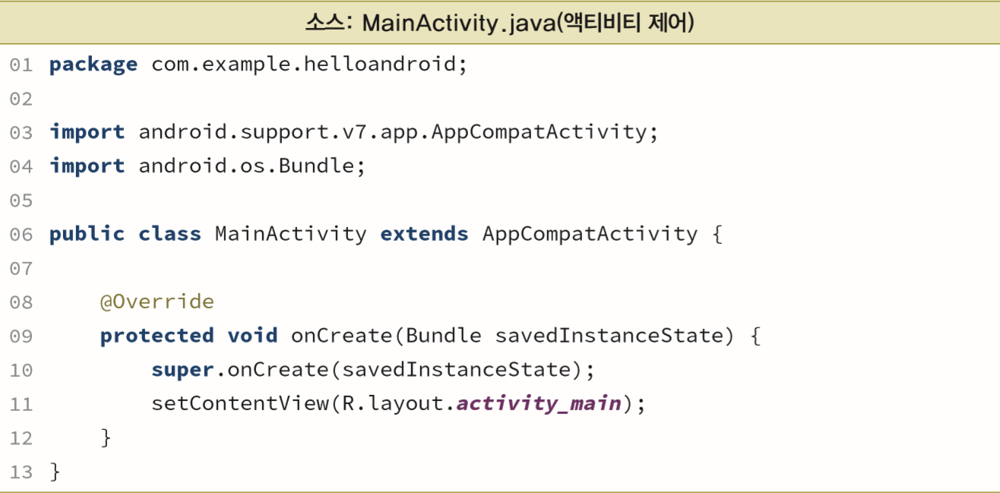 소스: MainActivity.java(액티비티 제어)
01 package com.example.helloandroid;
02
03 import android.support.v7.app.AppCompatActivity;
04 import android.os.Bundle;
05
06 public class MainActivity extends AppCompatActivity {
07
08     @Override
09     protected void onCreate(Bundle savedInstanceState) {
10         super.onCreate(savedInstanceState);
11         setContentView(R.layout.activity_main);
12     }
13 }